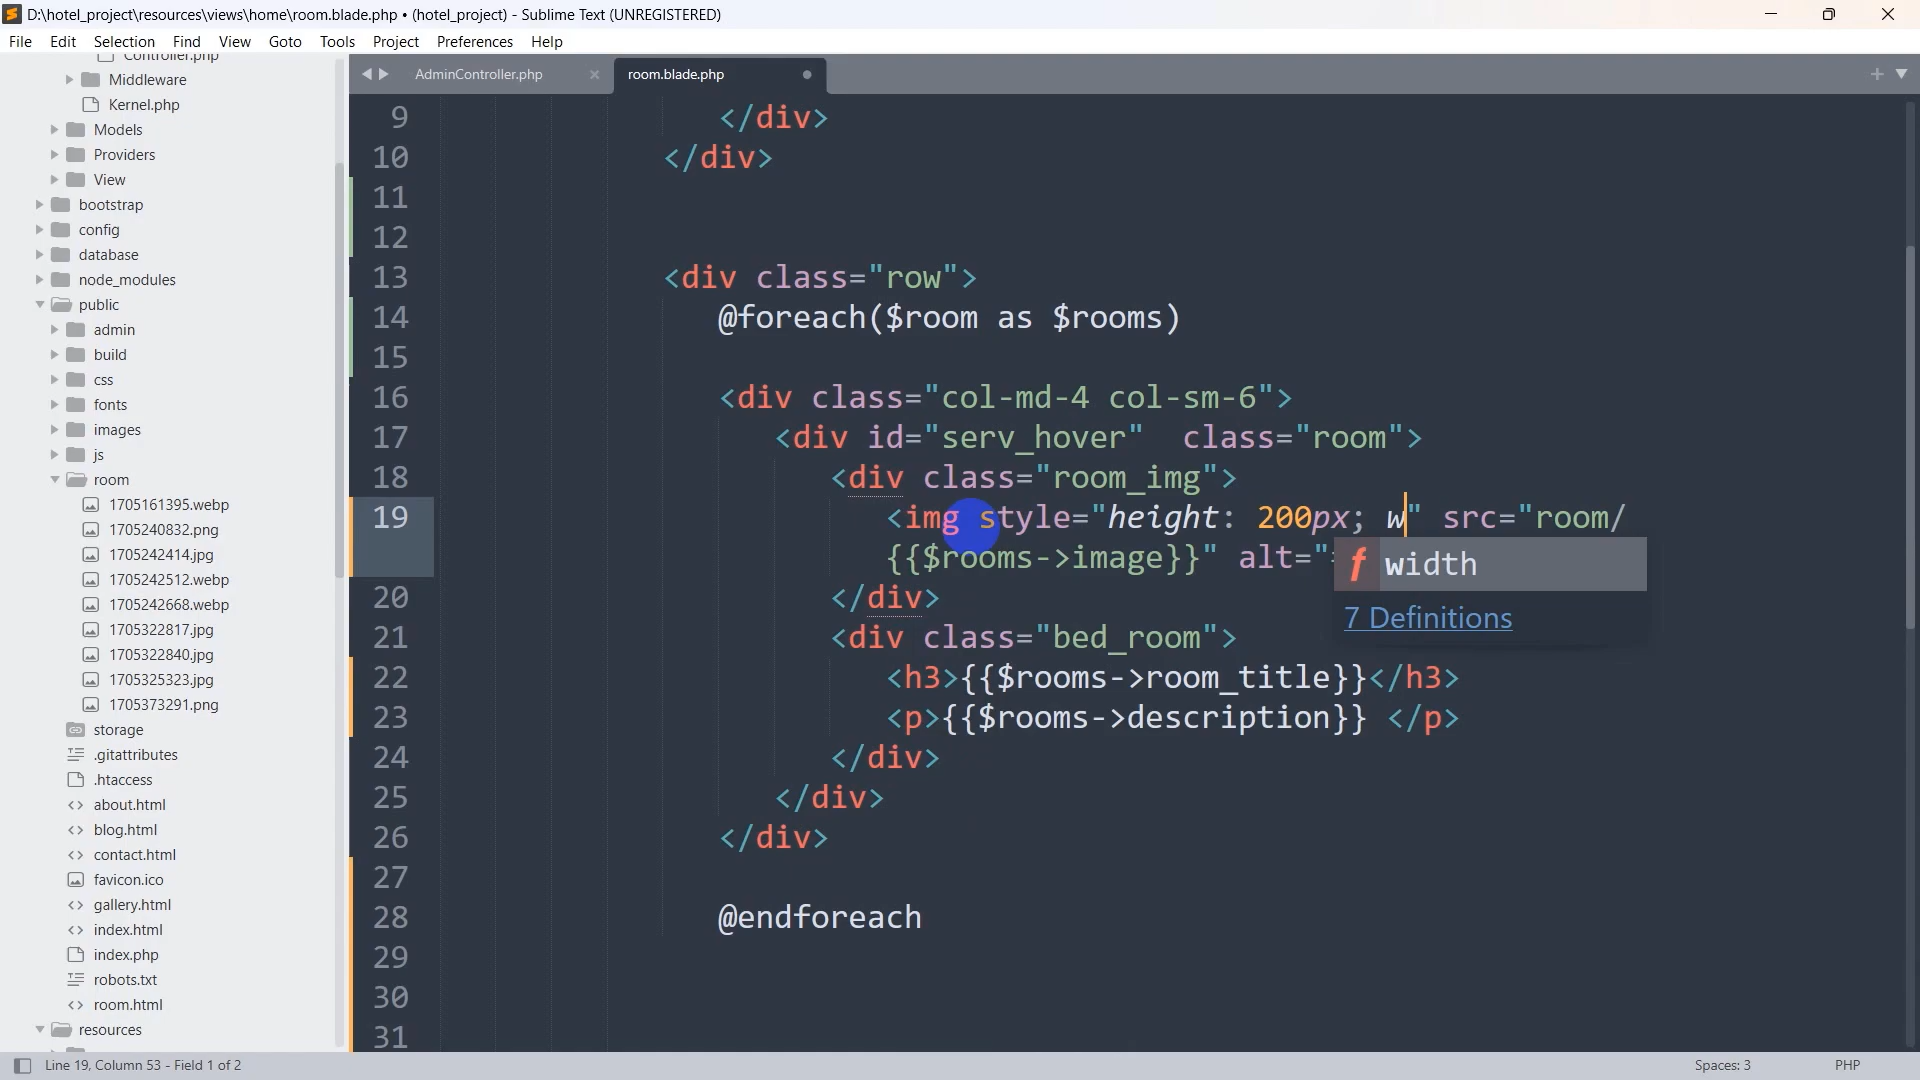 D:\hotel_project\resources\views\home\room.blade.php • (hotel_project) - Sublime Text (UNREGISTERED)
File Edit Selection Find View Goto Tools Project Preferences Help
Controller.php
Middleware
Kernel.php
Models
Providers
View
bootstrap
config
database
node_modules
public
admin
build
css
fonts
images
js
room
1705161395.webp
1705240832.png
1705242414.jpg
1705242512.webp
1705242668.webp
1705322817.jpg
1705322840.jpg
1705325323.jpg
1705373291.png
storage
.gitattributes
.htaccess
about.html
blog.html
contact.html
favicon.ico
gallery.html
index.html
index.php
robots.txt
room.html
resources
AdminController.php room.blade.php
9 </div>
10 </div>
11
12
13 <div class="row">
14 @foreach($room as $rooms)
15
16 <div class="col-md-4 col-sm-6">
17 <div id="serv_hover"  class="room">
18 <div class="room_img">
19 <img style="height: 200px; w" src="room/
{{$rooms->image}}" alt="
f width
7 Definitions
20 </div>
21 <div class="bed_room">
22 <h3>{{$rooms->room_title}}</h3>
23 <p>{{$rooms->description}} </p>
24 </div>
25 </div>
26 </div>
27
28 @endforeach
29
30
31
Line 19, Column 53 - Field 1 of 2 Spaces: 3 PHP